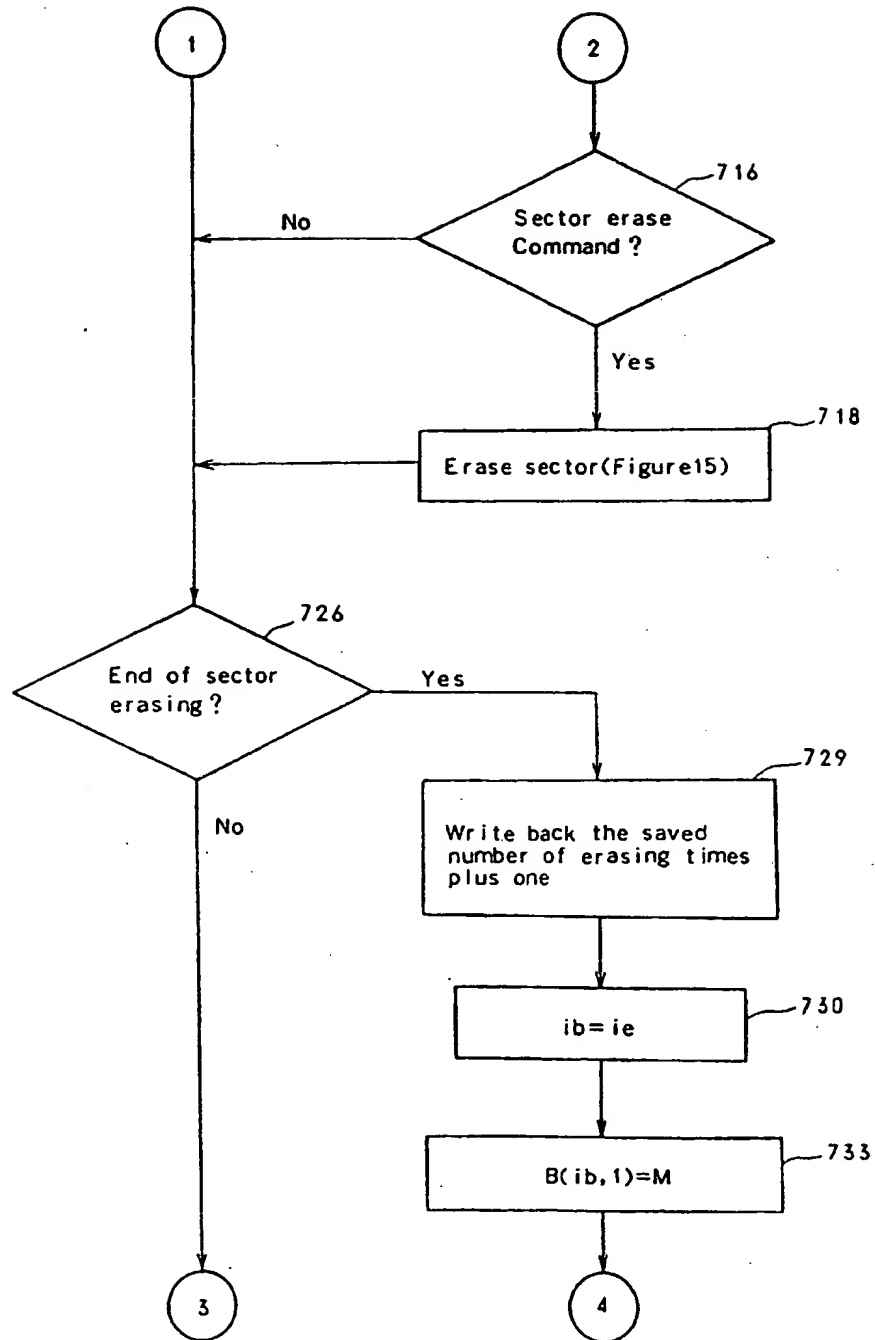 1
2
716
Sector erase
Command?
No
Yes
718
Erase sector(Figure15)
726
End of sector
erasing?
Yes
729
No
Write back the saved
number of erasing times
plus one
730
ib=ie
733
B(ib,1)=M
3
4